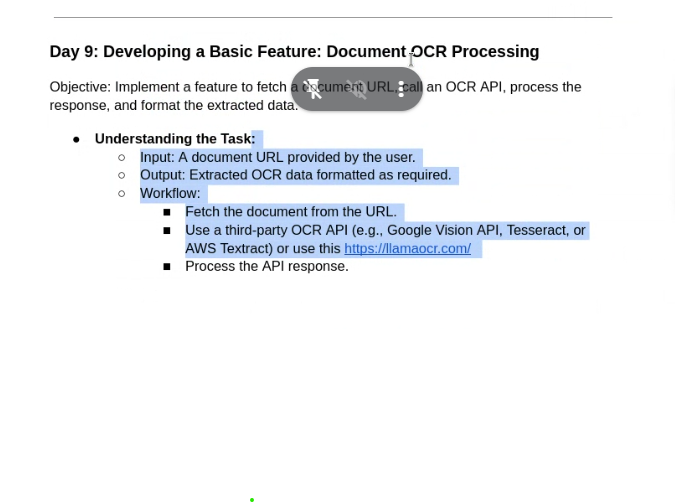 Day 9: Developing a Basic Feature: Document OCR Processing
Objective: Implement a feature to fetch a document URL, call an OCR API, process the
response, and format the extracted data.
● Understanding the Task:
○ Input: A document URL provided by the user.
○ Output: Extracted OCR data formatted as required.
○ Workflow:
■ Fetch the document from the URL.
■ Use a third-party OCR API (e.g., Google Vision API, Tesseract, or
AWS Textract) or use this https://llamaocr.com/
■ Process the API response.